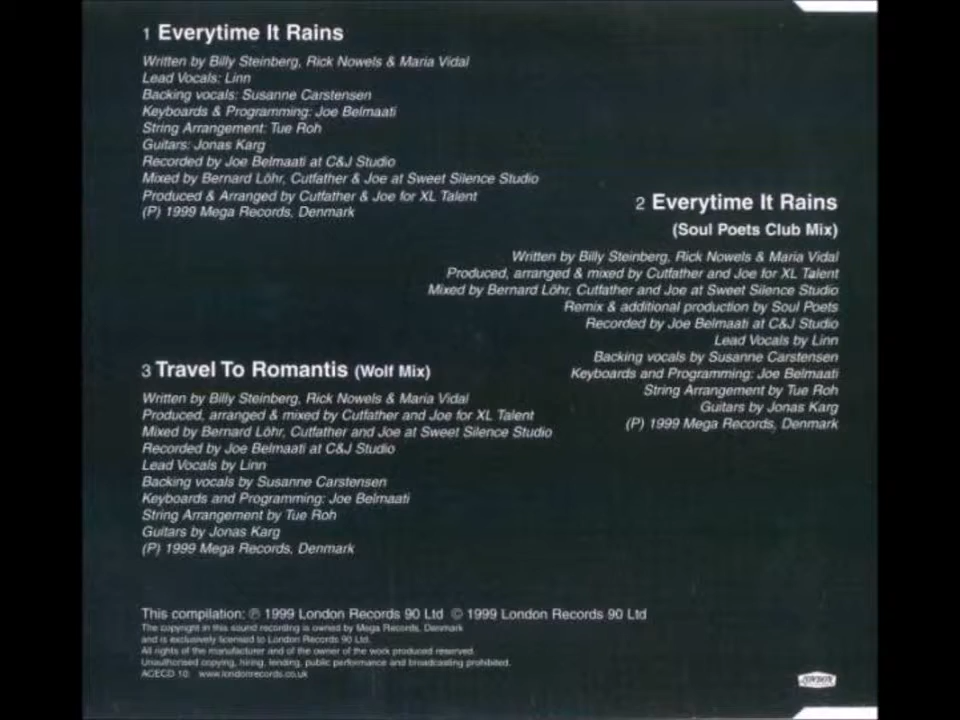 1 Everytime It Rains
Written by Billy Steinberg, Rick Nowels & Maria Vidal
Lead Vocals: Linn
Backing vocals: Susanne Carstensen
Keyboards & Programming: Joe Belmaati
String Arrangement: Tue Roh
Guitars: Jonas Karg
Recorded by Joe Belmaati at C&J Studio
Mixed by Bernard Löhr, Cutfather & Joe at Sweet Silence Studio
Produced & Arranged by Cutfather & Joe for XL Talent
(P) 1999 Mega Records, Denmark
2 Everytime It Rains
(Soul Poets Club Mix)
Written by Billy Steinberg, Rick Nowels & Maria Vidal
Produced, arranged & mixed by Cutfather and Joe for XL Talent
Mixed by Bernard Löhr, Cutfather and Joe at Sweet Silence Studio
Remix & additional production by Soul Poets
Recorded by Joe Belmaati at C&J Studio
Lead Vocals by Linn
Backing vocals by Susanne Carstensen
Keyboards and Programming: Joe Belmaati
String Arrangement by Tue Roh
Guitars by Jonas Karg
(P) 1999 Mega Records, Denmark
3 Travel To Romantis (Wolf Mix)
Written by Billy Steinberg, Rick Nowels & Maria Vidal
Produced, arranged & mixed by Cutfather and Joe for XL Talent
Mixed by Bernard Löhr, Cutfather and Joe at Sweet Silence Studio
Recorded by Joe Belmaati at C&J Studio
Lead Vocals by Linn
Backing vocals by Susanne Carstensen
Keyboards and Programming: Joe Belmaati
String Arrangement by Tue Roh
Guitars by Jonas Karg
(P) 1999 Mega Records, Denmark
This compilation: ℗ 1999 London Records 90 Ltd © 1999 London Records 90 Ltd
The copyright in this sound recording is owned by Mega Records, Denmark
and is exclusively licensed to London Records 90 Ltd.
All rights of the manufacturer and of the owner of the work produced reserved.
Unauthorised copying, hiring, lending, public performance and broadcasting prohibited.
ACECD 10 www.londonrecords.co.uk
LONDON